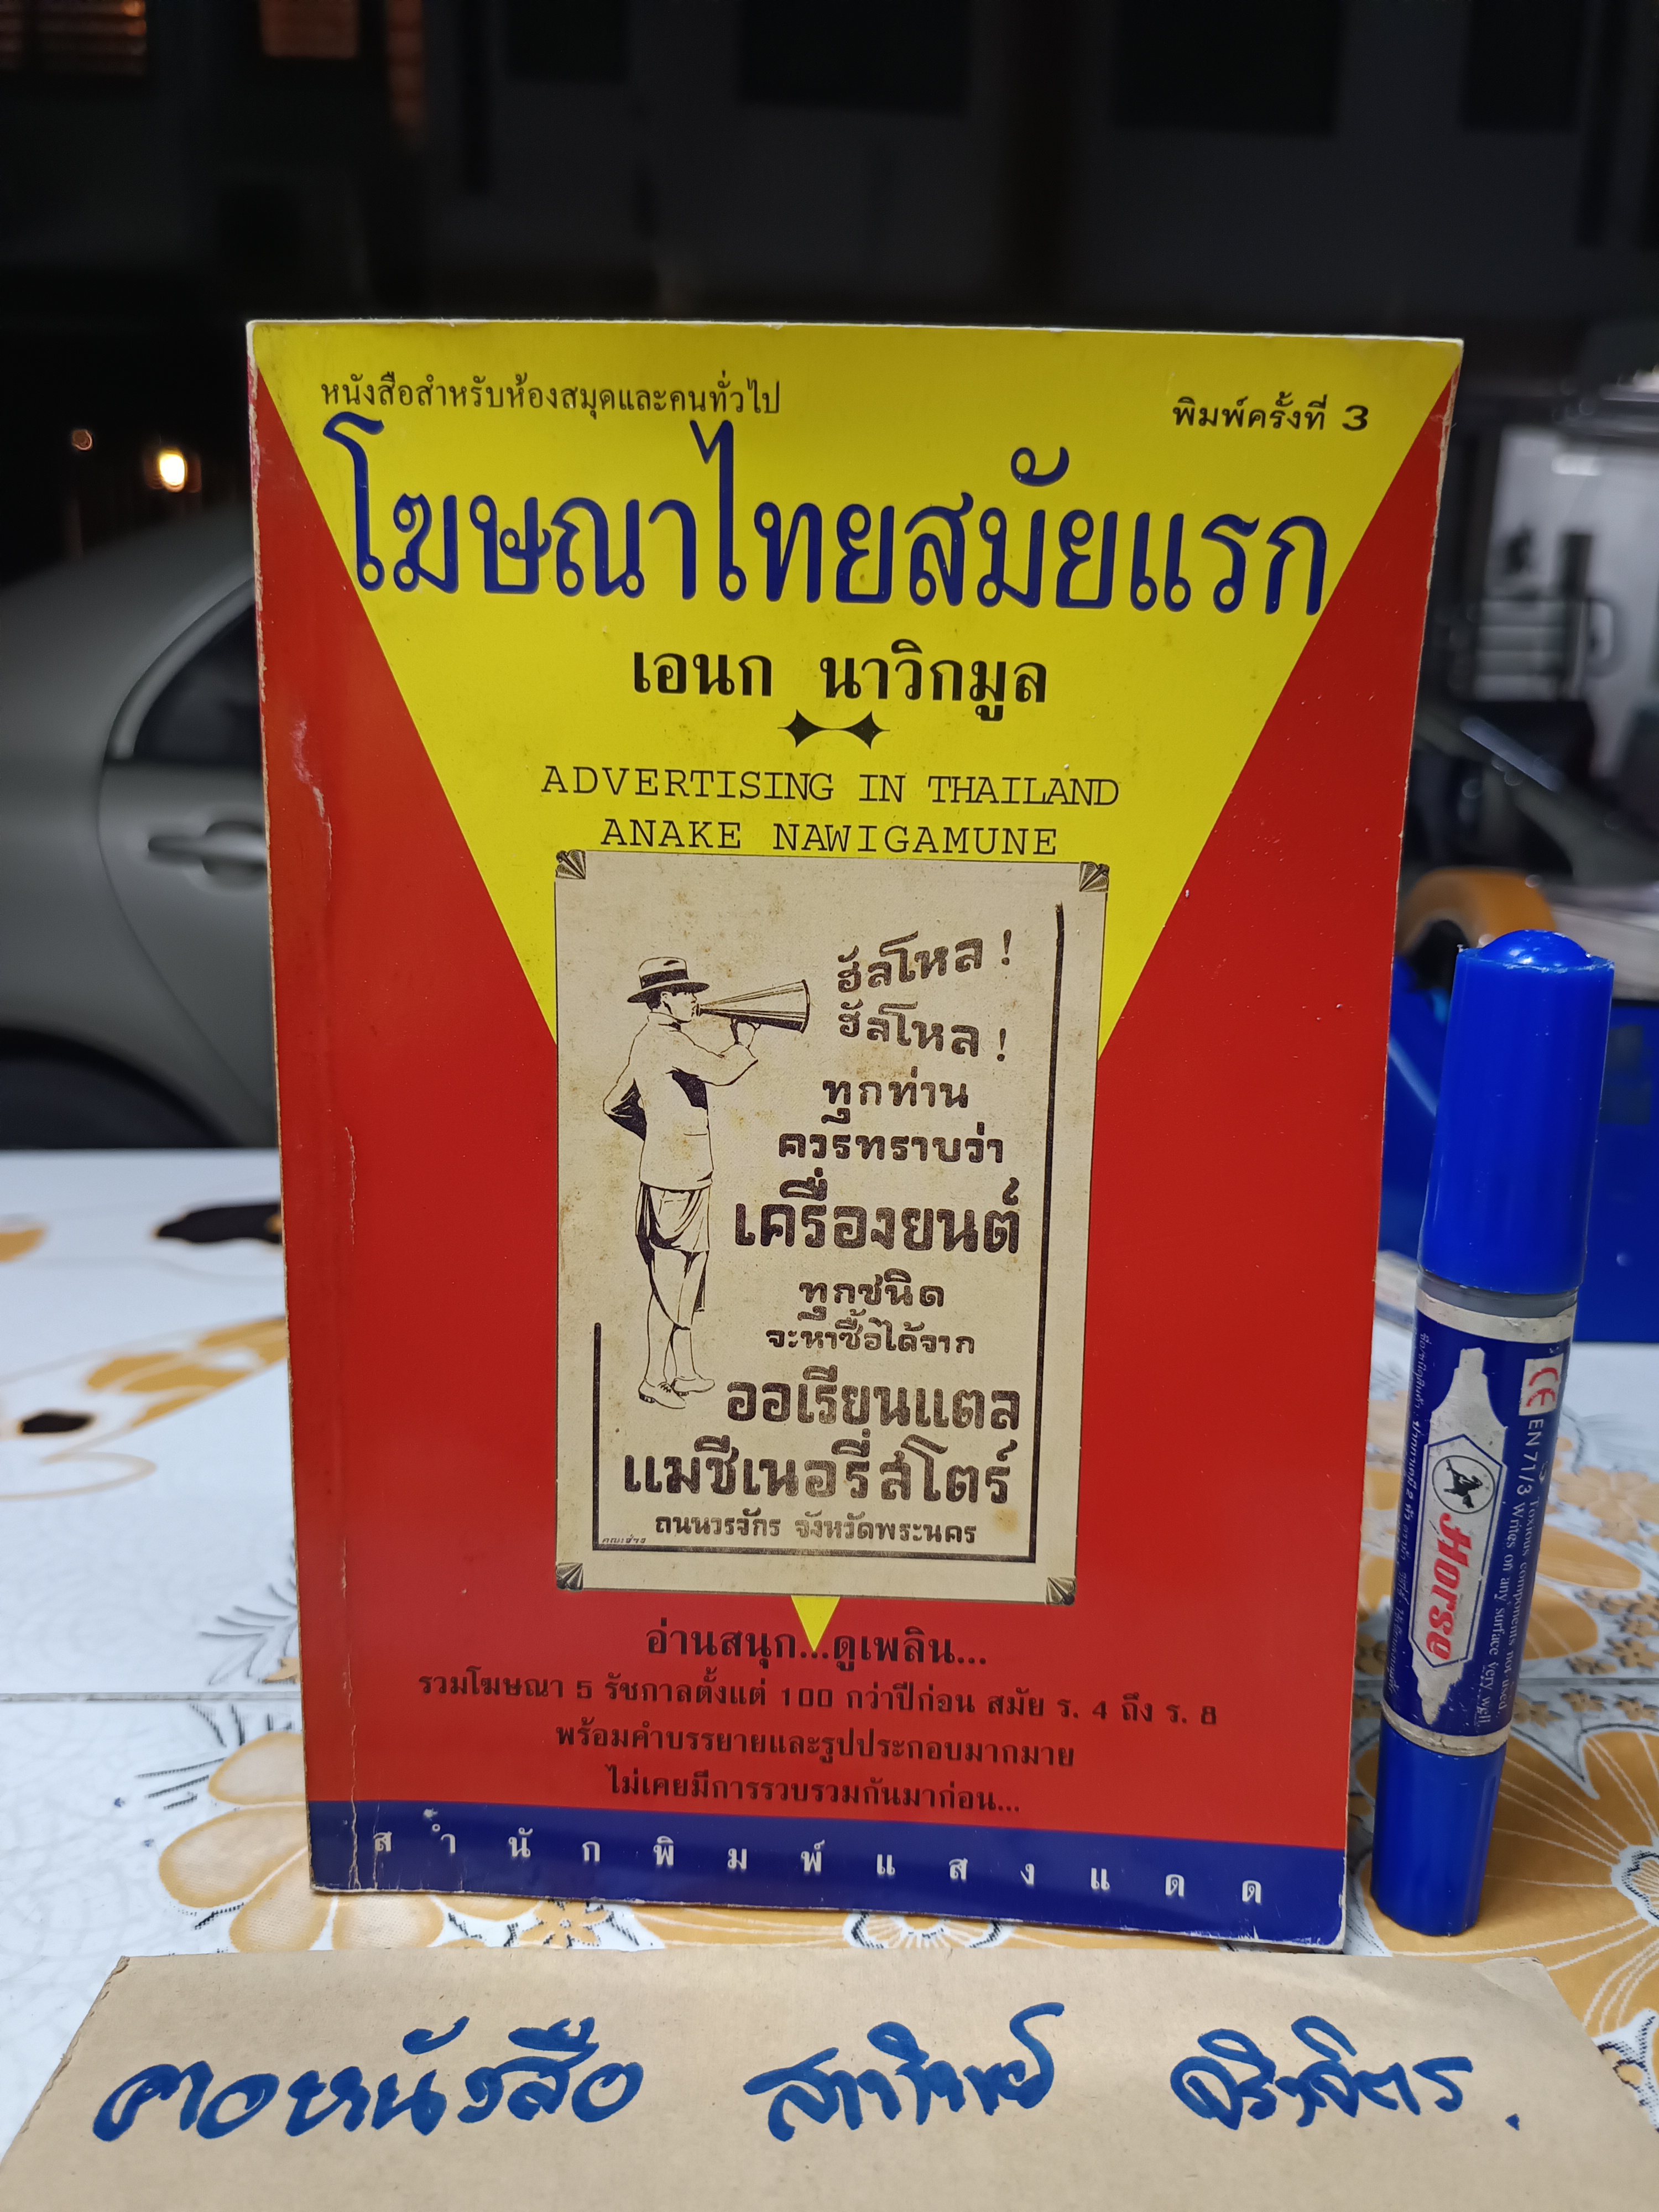 หนังสือสำหรับห้องสมุดและคนทั่วไป
พิมพ์ครั้งที่ 3
โฆษณาไทยสมัยแรก
เอนก นาวิกมูล
ADVERTISING IN THAILAND
ANAKE NAWIGAMUNE
ฮัลโหล!
ฮัลโหล!
ทุกท่าน
ควรทราบว่า
เครื่องยนต์
ทุกชนิด
จะหาซื้อได้จาก
ออเรียนแตล
แมชีเนอรี่สโตร์
ถนนวรจักร จังหวัดพระนคร
อ่านสนุก...ดูเพลิน...
รวมโฆษณา 5 รัชกาลตั้งแต่ 100 กว่าปีก่อน สมัย ร. 4 ถึง ร. 8
พร้อมคำบรรยายและรูปประกอบมากมาย
ไม่เคยมีการรวบรวมกันมาก่อน...
สำนักพิมพ์แสงแดด
Horse
CE EN 71/3 Writes on any surface very well.
Toxious components not used.
คอหนังสือ